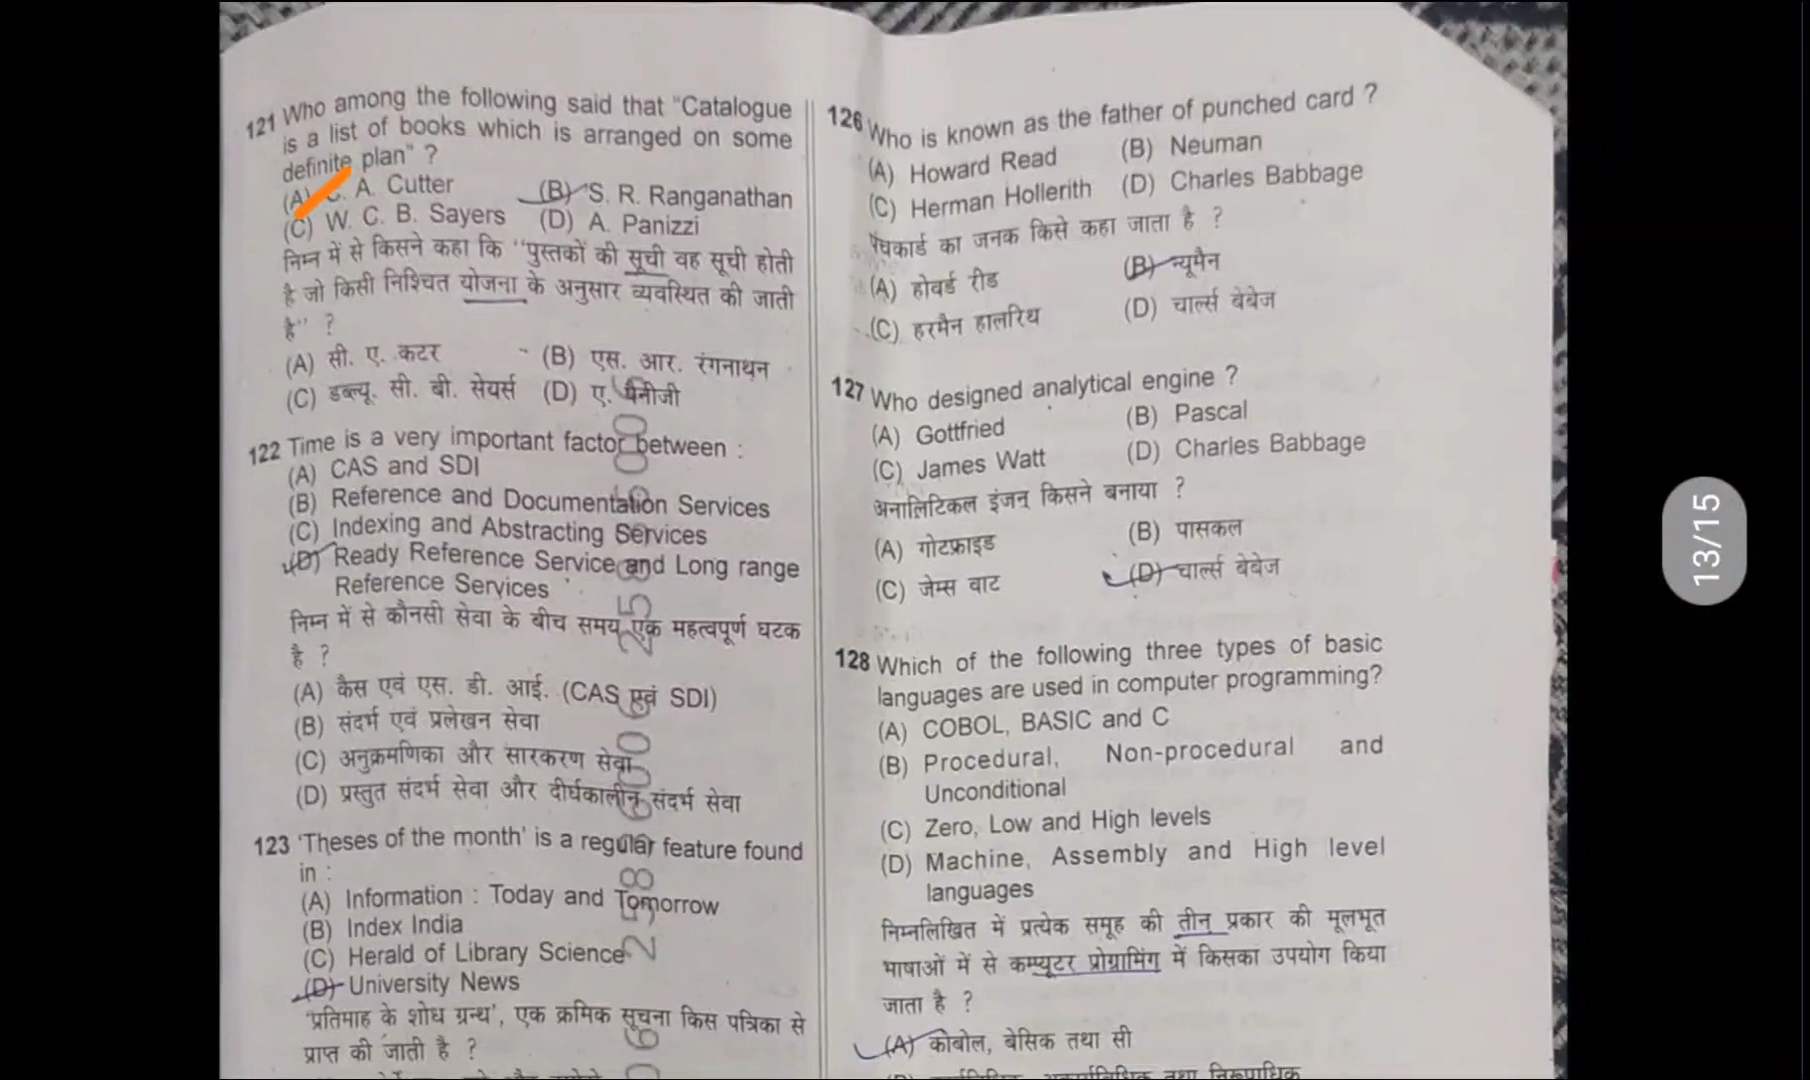 121 Who among the following said that "Catalogue
is a list of books which is arranged on some
definite plan" ?
(A) C. A. Cutter (B) S. R. Ranganathan
(C) W. C. B. Sayers (D) A. Panizzi
निम्न में से किसने कहा कि "पुस्तकों की सूची वह सूची होती
है जो किसी निश्चित योजना के अनुसार व्यवस्थित की जाती
है" ?
(A) सी. ए. कटर (B) एस. आर. रंगनाथन
(C) डब्ल्यू. सी. बी. सेयर्स (D) ए. पैनीजी
122 Time is a very important factor between :
(A) CAS and SDI
(B) Reference and Documentation Services
(C) Indexing and Abstracting Services
(D) Ready Reference Service and Long range
Reference Services
निम्न में से कौनसी सेवा के बीच समय एक महत्वपूर्ण घटक
है ?
(A) कैस एवं एस. डी. आई. (CAS एवं SDI)
(B) संदर्भ एवं प्रलेखन सेवा
(C) अनुक्रमणिका और सारकरण सेवा
(D) प्रस्तुत संदर्भ सेवा और दीर्घकालीन संदर्भ सेवा
123 'Theses of the month' is a regular feature found
in :
(A) Information : Today and Tomorrow
(B) Index India
(C) Herald of Library Science
(D) University News
'प्रतिमाह के शोध ग्रन्थ', एक क्रमिक सूचना किस पत्रिका से
प्राप्त की जाती है ?
126 Who is known as the father of punched card ?
(A) Howard Read (B) Neuman
(C) Herman Hollerith (D) Charles Babbage
पंचकार्ड का जनक किसे कहा जाता है ?
(A) होवर्ड रीड (B) न्यूमैन
(C) हरमैन हालरिथ (D) चार्ल्स बेबेज
127 Who designed analytical engine ?
(A) Gottfried (B) Pascal
(C) James Watt (D) Charles Babbage
अनालिटिकल इंजन् किसने बनाया ?
(A) गोटफ्राइड (B) पासकल
(C) जेम्स वाट (D) चार्ल्स बेबेज
128 Which of the following three types of basic
languages are used in computer programming?
(A) COBOL, BASIC and C
(B) Procedural, Non-procedural and
Unconditional
(C) Zero, Low and High levels
(D) Machine, Assembly and High level
languages
निम्नलिखित में प्रत्येक समूह की तीन प्रकार की मूलभूत
भाषाओं में से कम्प्यूटर प्रोग्रामिंग में किसका उपयोग किया
जाता है ?
(A) कोबोल, बेसिक तथा सी
13/15